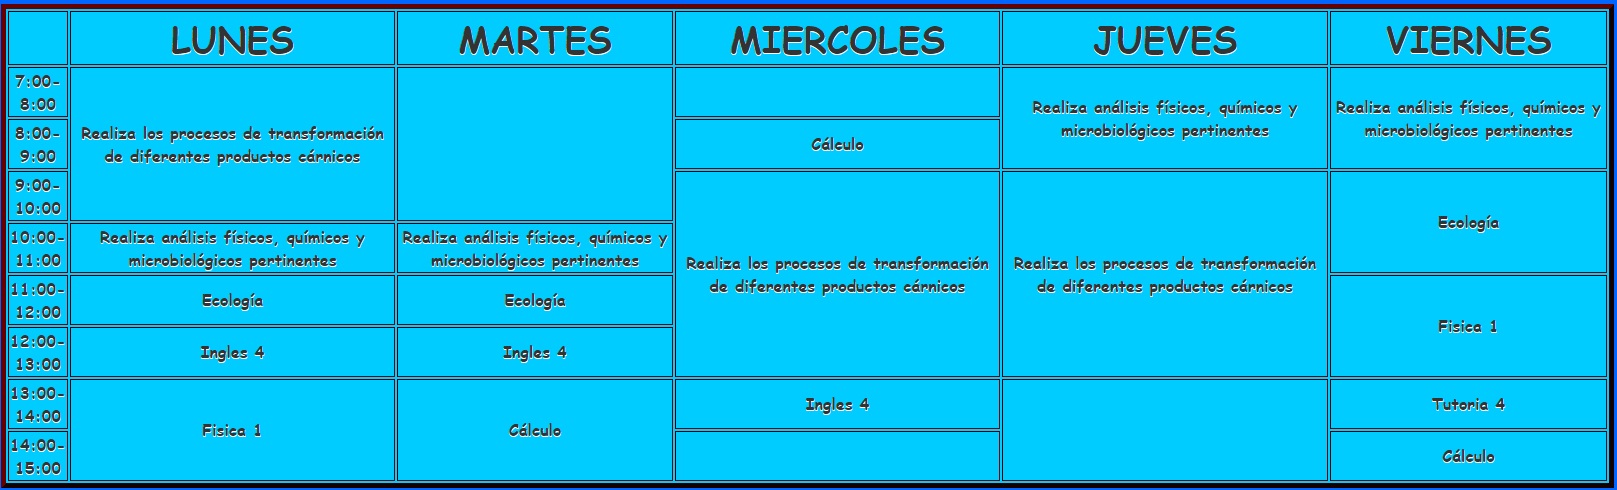 LUNES MARTES MIERCOLES JUEVES VIERNES
7:00-
8:00
Realiza los procesos de transformación
de diferentes productos cárnicos
Realiza análisis físicos, químicos y
microbiológicos pertinentes
Realiza análisis físicos, químicos y
microbiológicos pertinentes
8:00-
9:00
Cálculo
9:00-
10:00
Realiza los procesos de transformación
de diferentes productos cárnicos
Realiza los procesos de transformación
de diferentes productos cárnicos
Ecología
10:00-
11:00
Realiza análisis físicos, químicos y
microbiológicos pertinentes
Realiza análisis físicos, químicos y
microbiológicos pertinentes
11:00-
12:00
Ecología
Ecología
Fisica 1
12:00-
13:00
Ingles 4
Ingles 4
13:00-
14:00
Fisica 1
Cálculo
Ingles 4
Tutoria 4
14:00-
15:00
Cálculo